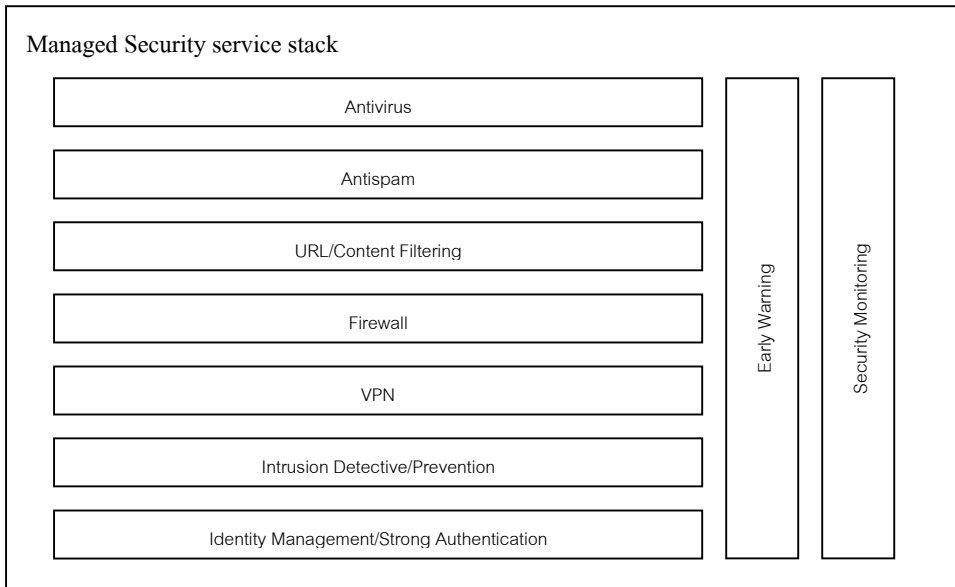 Managed Security service stack
Antivirus
Antispam
URL/Content Filtering
Firewall
VPN
Intrusion Detective/Prevention
Identity Management/Strong Authentication
Early Warning
Security Monitoring